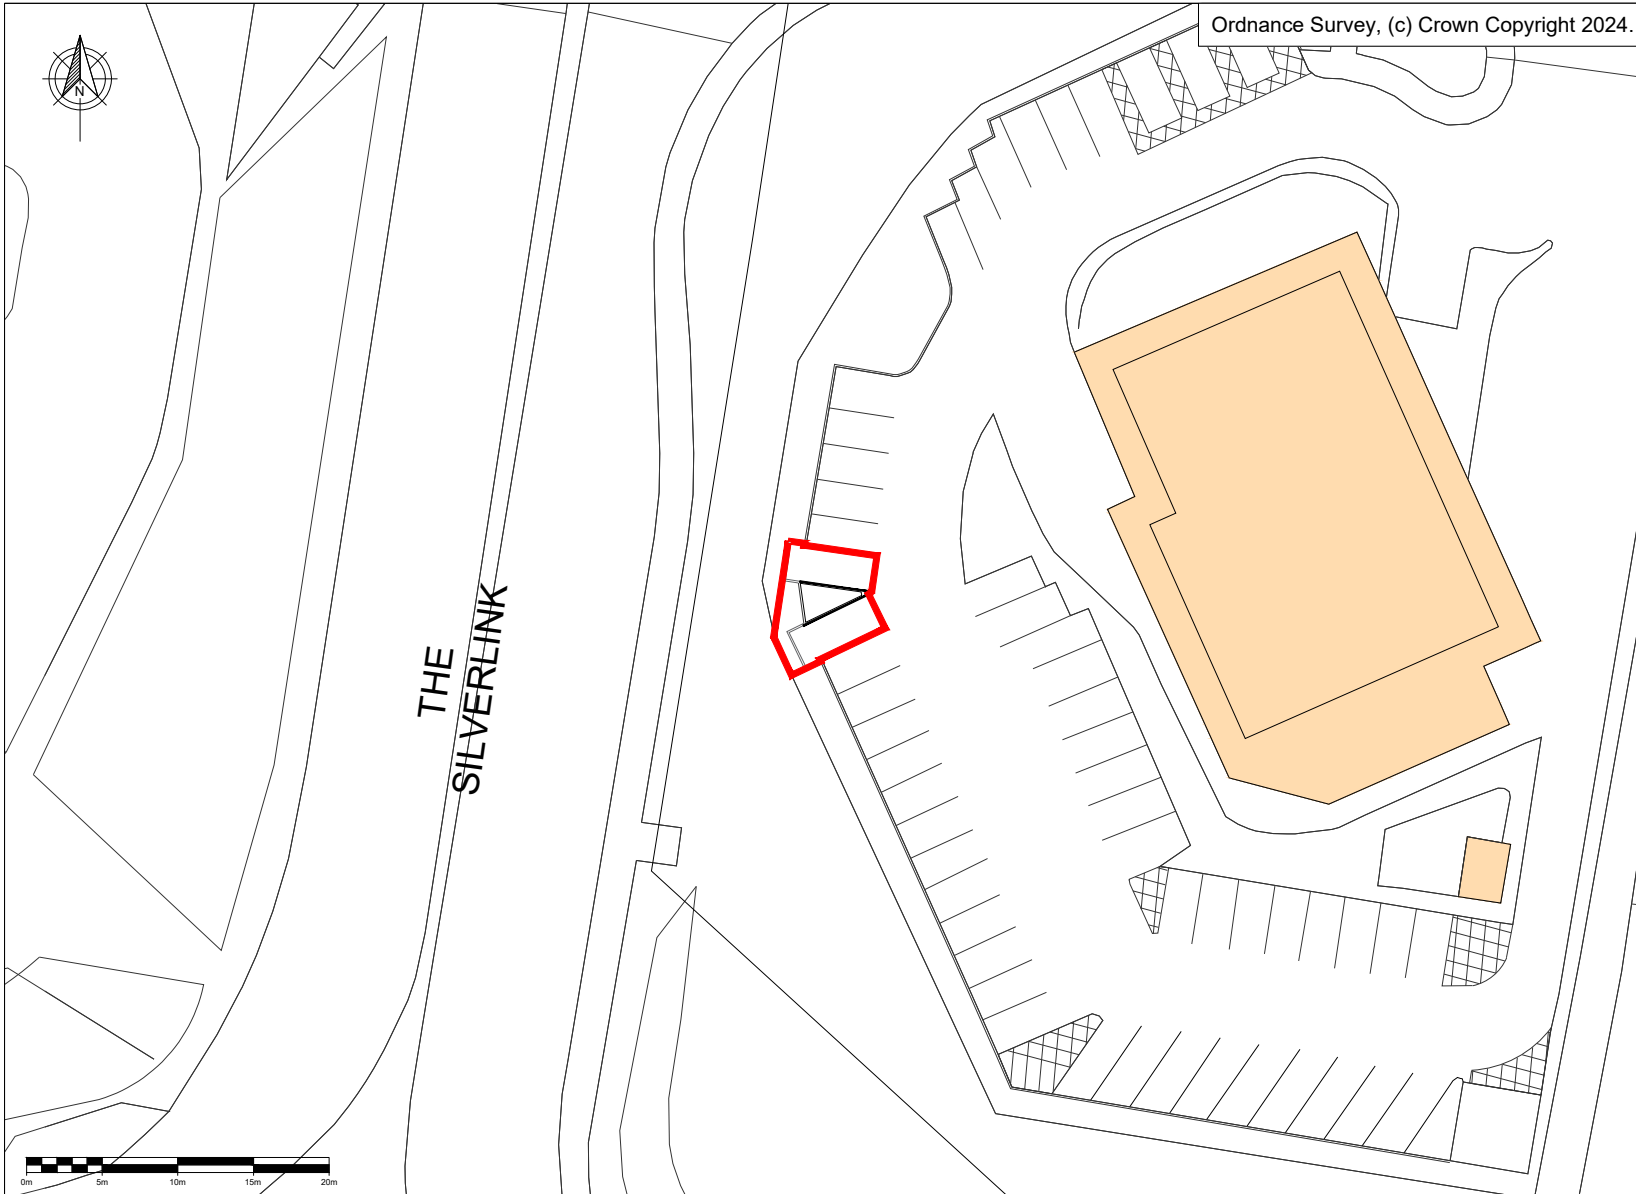 Ordnance Survey, (c) Crown Copyright 2024.
N
THE
SILVERLINK
0m 5m 10m 15m 20m